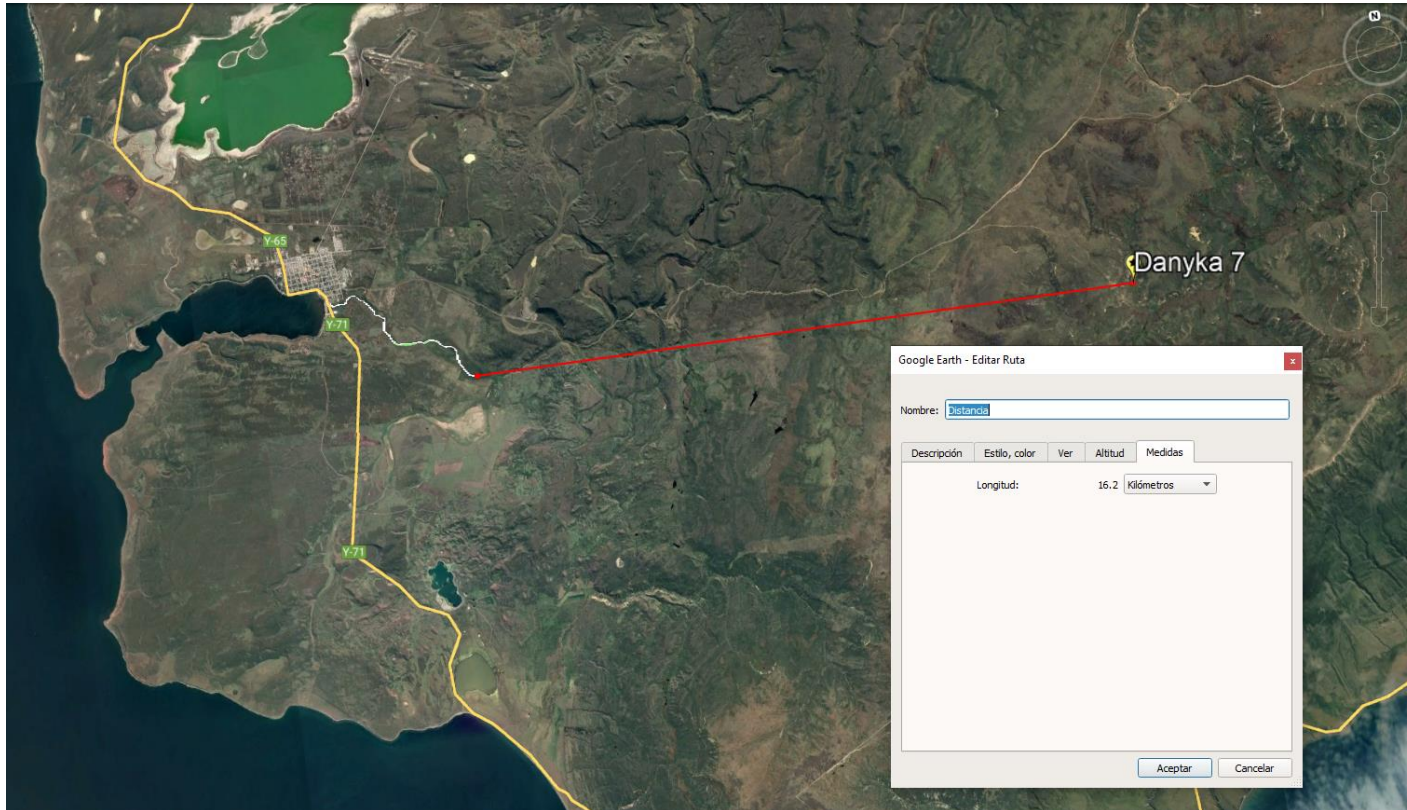 N
Y-65
Danyka 7
Y-71
Y-71
Google Earth - Editar Ruta
x
Nombre: Distancia
Descripción Estilo, color Ver Altitud Medidas
Longitud: 16.2 Kilómetros
Aceptar Cancelar